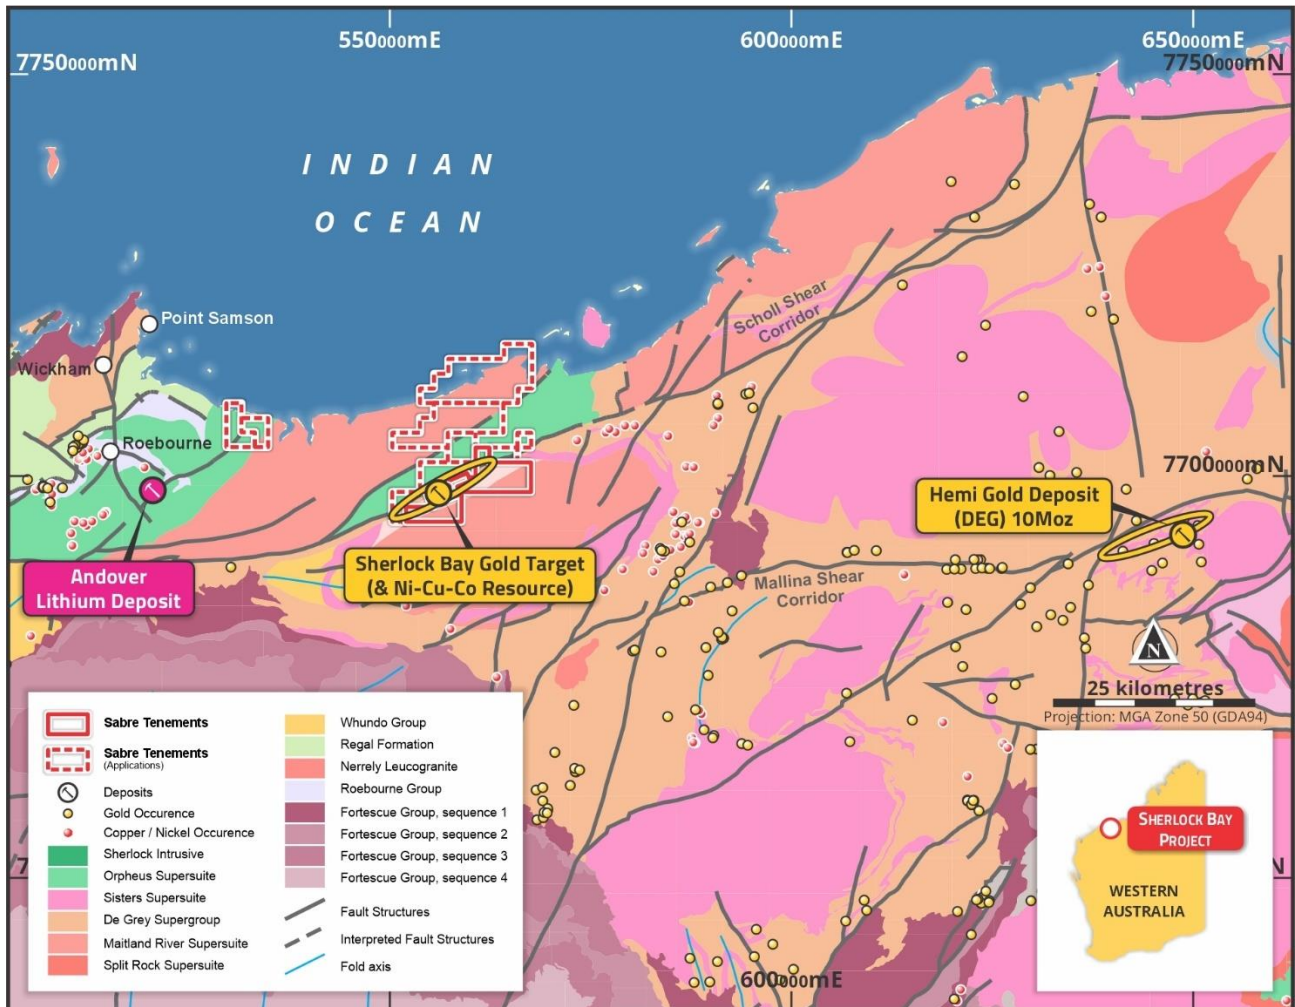 550000mE
600000mE
650000mE
7750000mN
7750000mN
INDIAN
OCEAN
Point Samson
Wickham
Roebourne
Scholl Shear
Corridor
7700000mN
Hemi Gold Deposit
(DEG) 10Moz
Sherlock Bay Gold Target
(& Ni-Cu-Co Resource)
Andover
Lithium Deposit
Mallina Shear
Corridor
N
25 kilometres
Projection: MGA Zone 50 (GDA94)
Sabre Tenements
Sabre Tenements
(Applications)
Deposits
Gold Occurence
Copper / Nickel Occurence
Sherlock Intrusive
Orpheus Supersuite
Sisters Supersuite
De Grey Supergroup
Maitland River Supersuite
Split Rock Supersuite
Whundo Group
Regal Formation
Nerrely Leucogranite
Roebourne Group
Fortescue Group, sequence 1
Fortescue Group, sequence 2
Fortescue Group, sequence 3
Fortescue Group, sequence 4
Fault Structures
Interpreted Fault Structures
Fold axis
SHERLOCK BAY
PROJECT
WESTERN
AUSTRALIA
600000mE